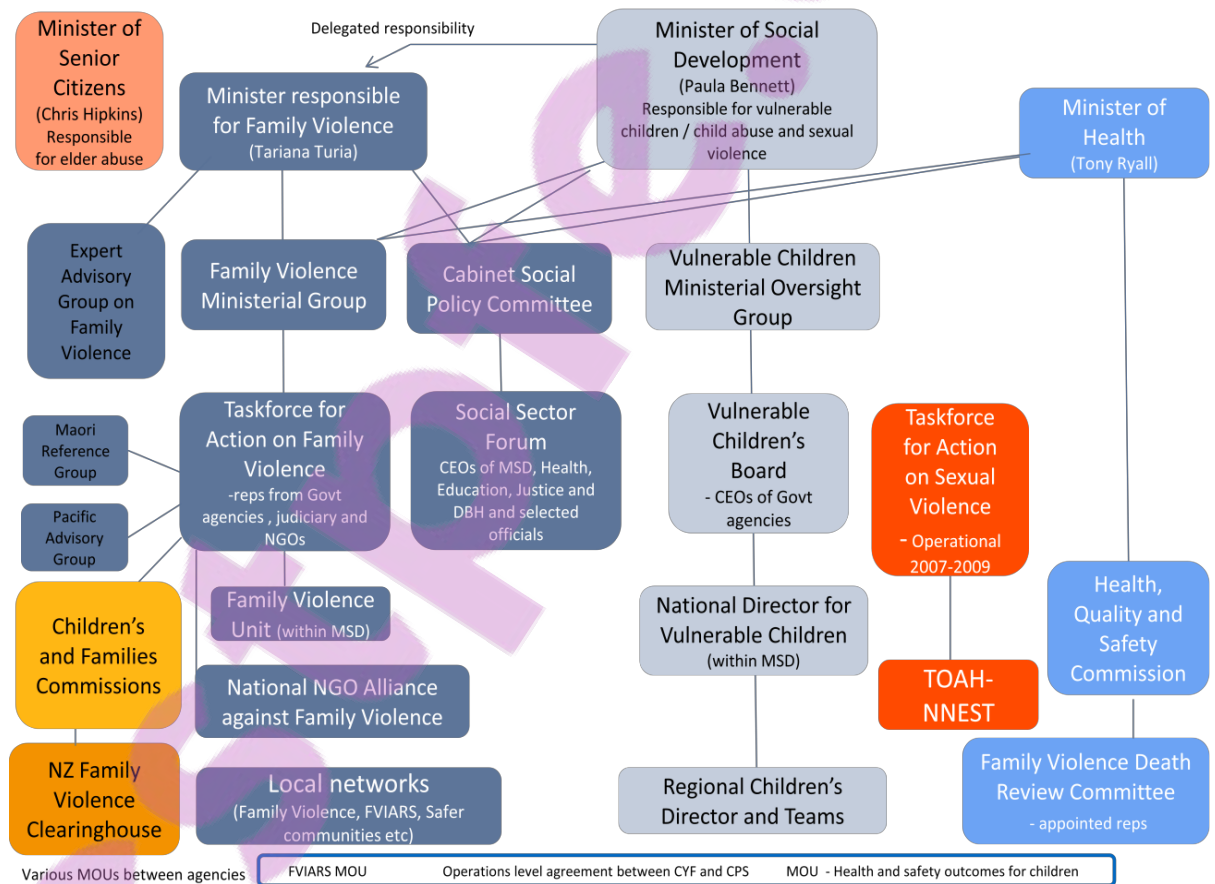 Minister of
Senior
Citizens
(Chris Hipkins)
Responsible
for elder abuse
Delegated responsibility
Minister responsible
for Family Violence
(Tariana Turia)
Minister of Social
Development
(Paula Bennett)
Responsible for vulnerable
children / child abuse and sexual
violence
Minister of
Health
(Tony Ryall)
Expert
Advisory
Group on
Family
Violence
Family Violence
Ministerial Group
Cabinet Social
Policy Committee
Vulnerable Children
Ministerial Oversight
Group
Maori
Reference
Group
Pacific
Advisory
Group
Taskforce for
Action on Family
Violence
-reps from Govt
agencies , judiciary and
NGOs
Social Sector
Forum
CEOs of MSD, Health,
Education, Justice and
DBH and selected
officials
Vulnerable
Children’s
Board
- CEOs of Govt
agencies
Taskforce
for Action
on Sexual
Violence
- Operational
2007-2009
Children’s
and Families
Commissions
Family Violence
Unit (within MSD)
National NGO Alliance
against Family Violence
National Director for
Vulnerable Children
(within MSD)
TOAH-
NNEST
Health,
Quality and
Safety
Commission
NZ Family
Violence
Clearinghouse
Local networks
(Family Violence, FVIARS, Safer
communities etc)
Regional Children’s
Director and Teams
Family Violence Death
Review Committee
- appointed reps
Various MOUs between agencies
FVIARS MOU
Operations level agreement between CYF and CPS
MOU - Health and safety outcomes for children